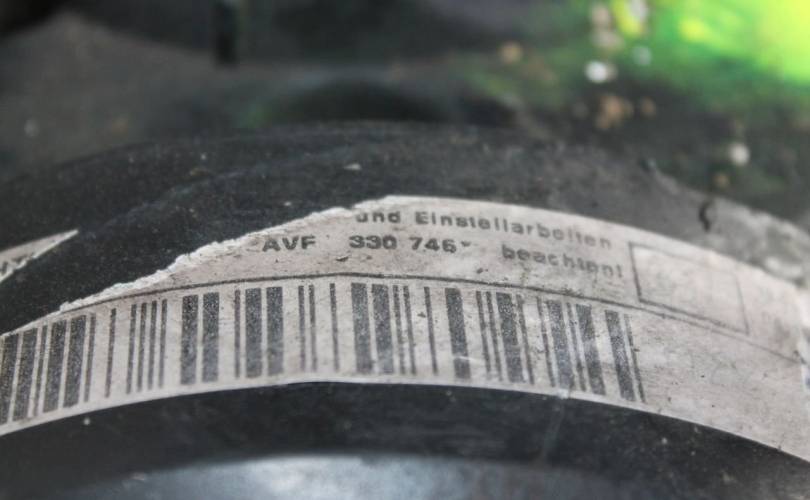 und Einstellarbeiten
*AVF 330 746* beachten!